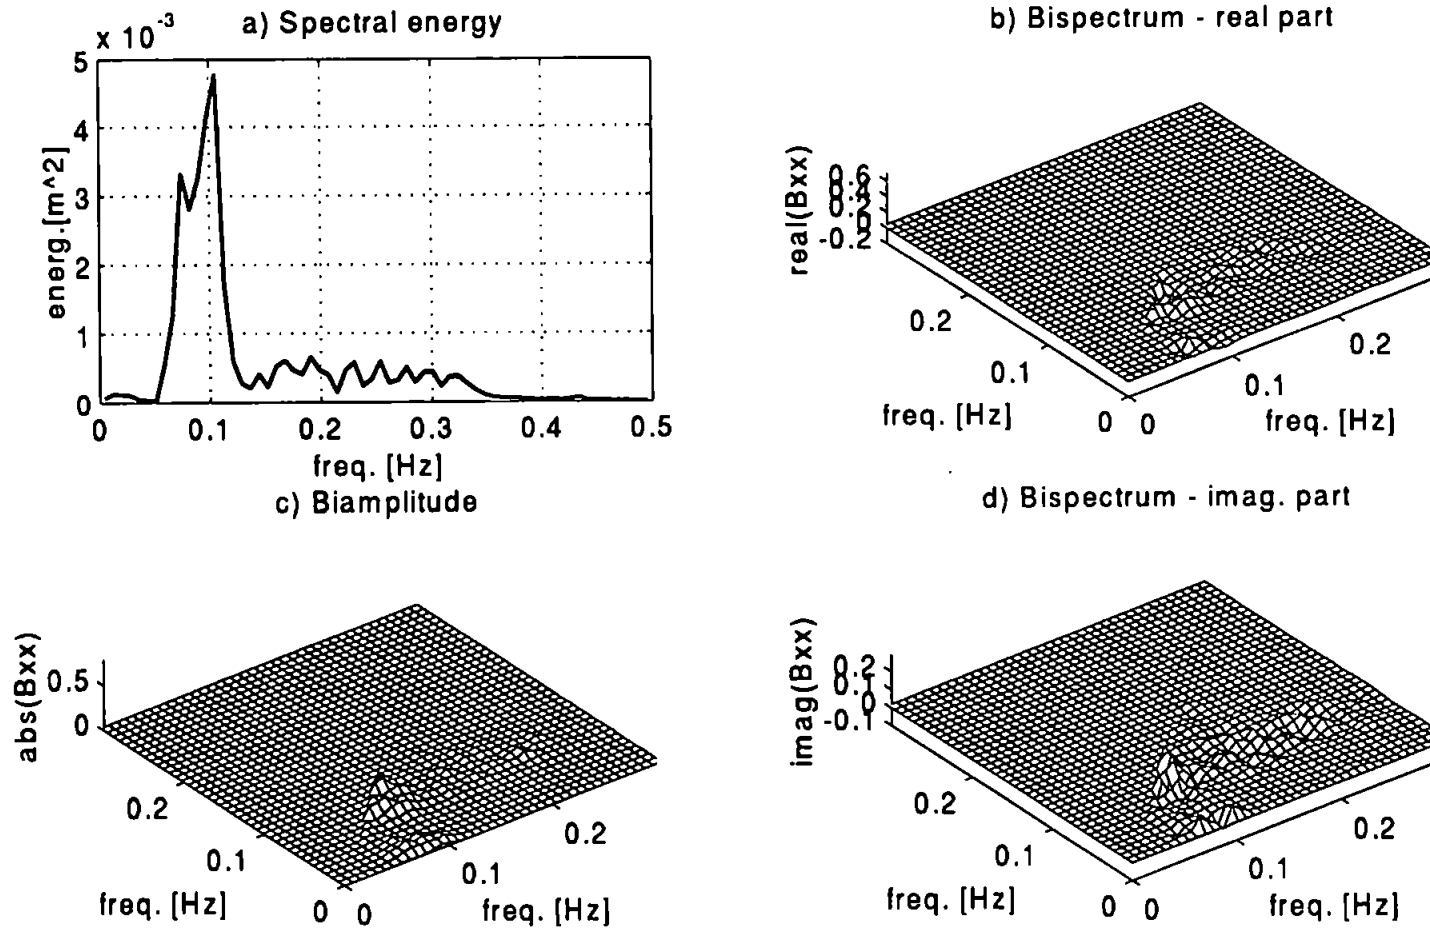 x 10^-3
a) Spectral energy
5
4
3
2
1
0
energ.[m^2]
0 0.1 0.2 0.3 0.4 0.5
freq. [Hz]
b) Bispectrum - real part
0.6
0.4
0.2
0
-0.2
real(Bxx)
0.2
0.1
0
freq. [Hz]
0
0.1
0.2
freq. [Hz]
c) Biamplitude
0.5
0
abs(Bxx)
0.2
0.1
0
freq. [Hz]
0
0.1
0.2
freq. [Hz]
d) Bispectrum - imag. part
0.2
0.1
0
-0.1
imag(Bxx)
0.2
0.1
0
freq. [Hz]
0
0.1
0.2
freq. [Hz]